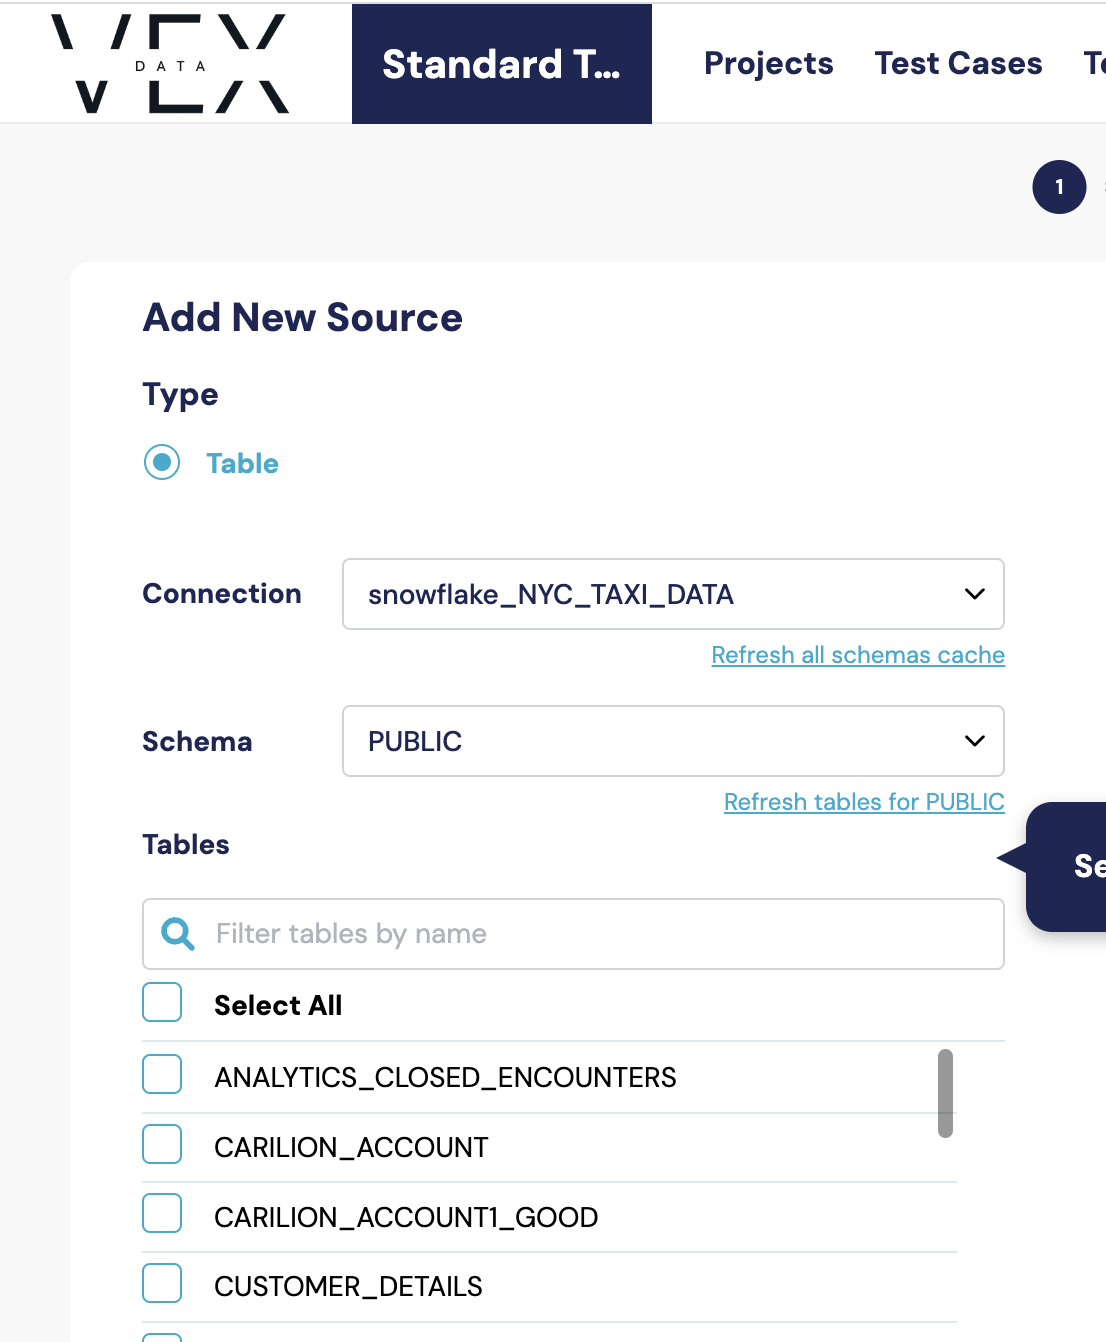 VEX
DATA
Standard T...
Projects
Test Cases
1
Add New Source
Type
Table
Connection
snowflake_NYC_TAXI_DATA
Refresh all schemas cache
Schema
PUBLIC
Refresh tables for PUBLIC
Tables
Se
Filter tables by name
Select All
ANALYTICS_CLOSED_ENCOUNTERS
CARILION_ACCOUNT
CARILION_ACCOUNT1_GOOD
CUSTOMER_DETAILS